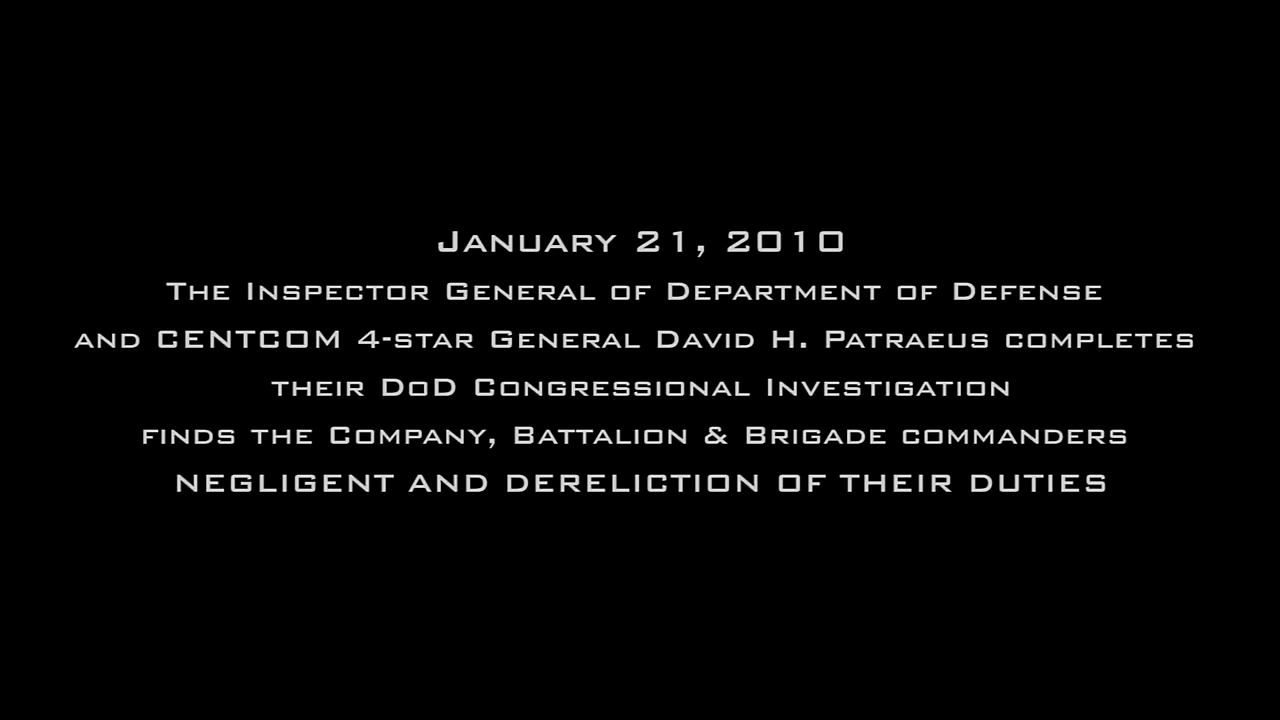 January 21, 2010
The Inspector General of Department of Defense
and CENTCOM 4-star General David H. Patraeus completes
their DoD Congressional Investigation
finds the Company, Battalion & Brigade commanders
NEGLIGENT AND DERELICTION OF THEIR DUTIES